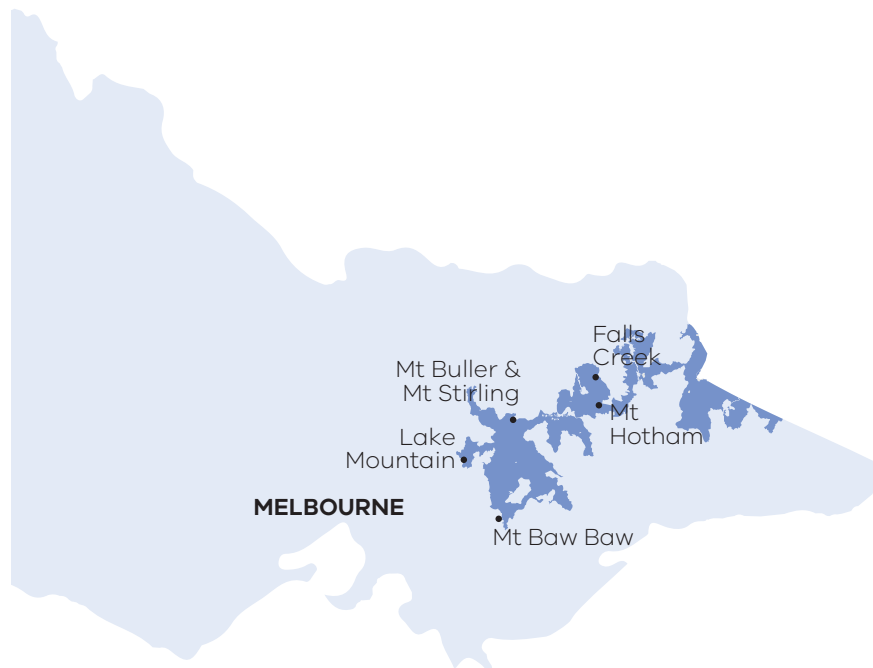 Falls
Creek
Mt Buller &
Mt Stirling
Mt
Hotham
Lake
Mountain
MELBOURNE
Mt Baw Baw